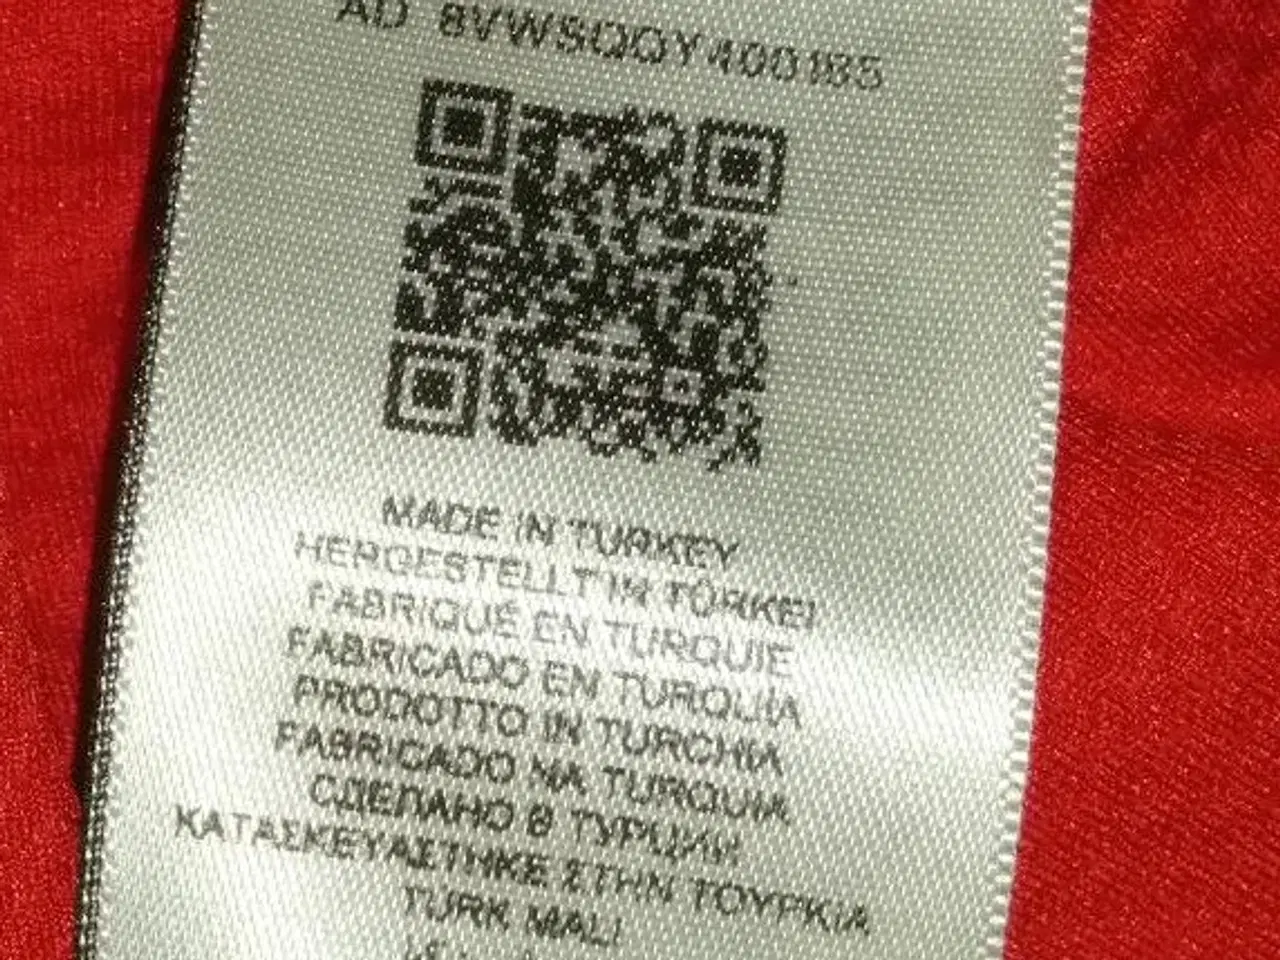 AD 8VWSQQY400185
MADE IN TURKEY
HERGESTELLT IN TÜRKEI
FABRIQUÉ EN TURQUIE
FABRICADO EN TURQUÍA
PRODOTTO IN TURCHIA
FABRICADO NA TURQUIA
СДЕЛАНО В ТУРЦИИ
ΚΑΤΑΣΚΕΥΑΣΤΗΚΕ ΣΤΗΝ ΤΟΥΡΚΙΑ
TÜRK MALI